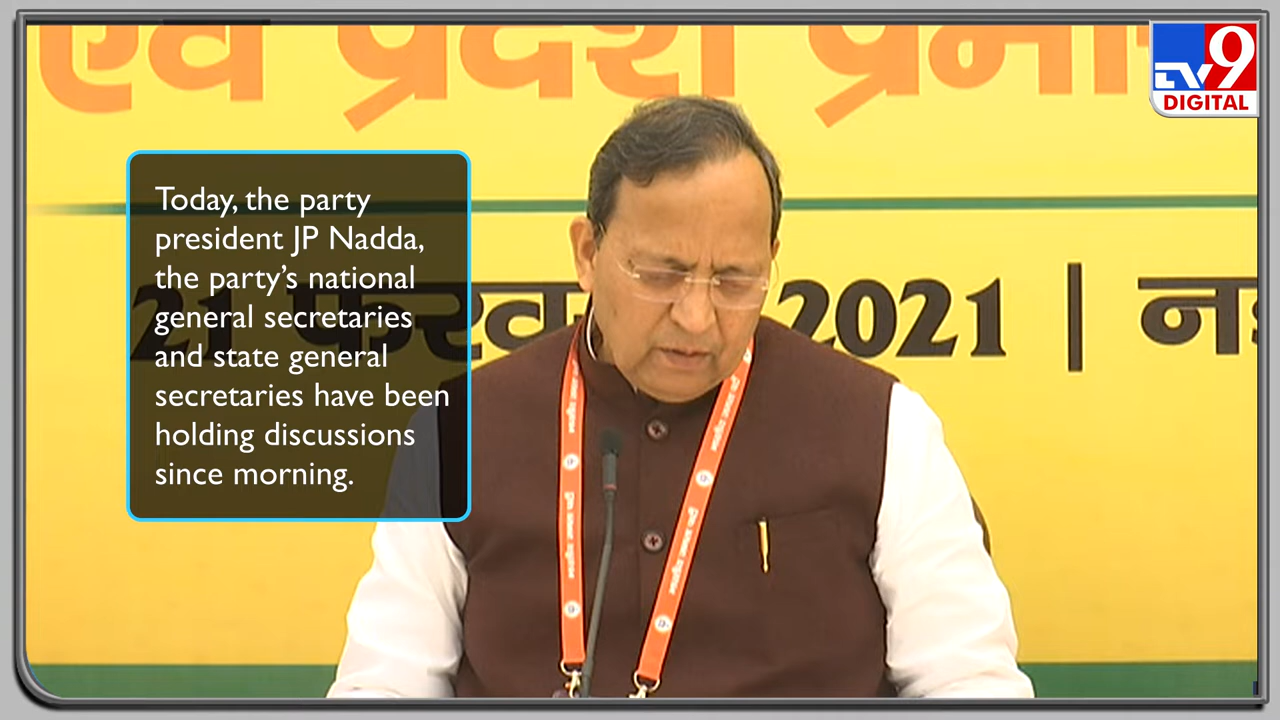 एवं प्रदेश
TV9
DIGITAL
Today, the party
president JP Nadda,
the party’s national
general secretaries
and state general
secretaries have been
holding discussions
since morning.
21
2021 |